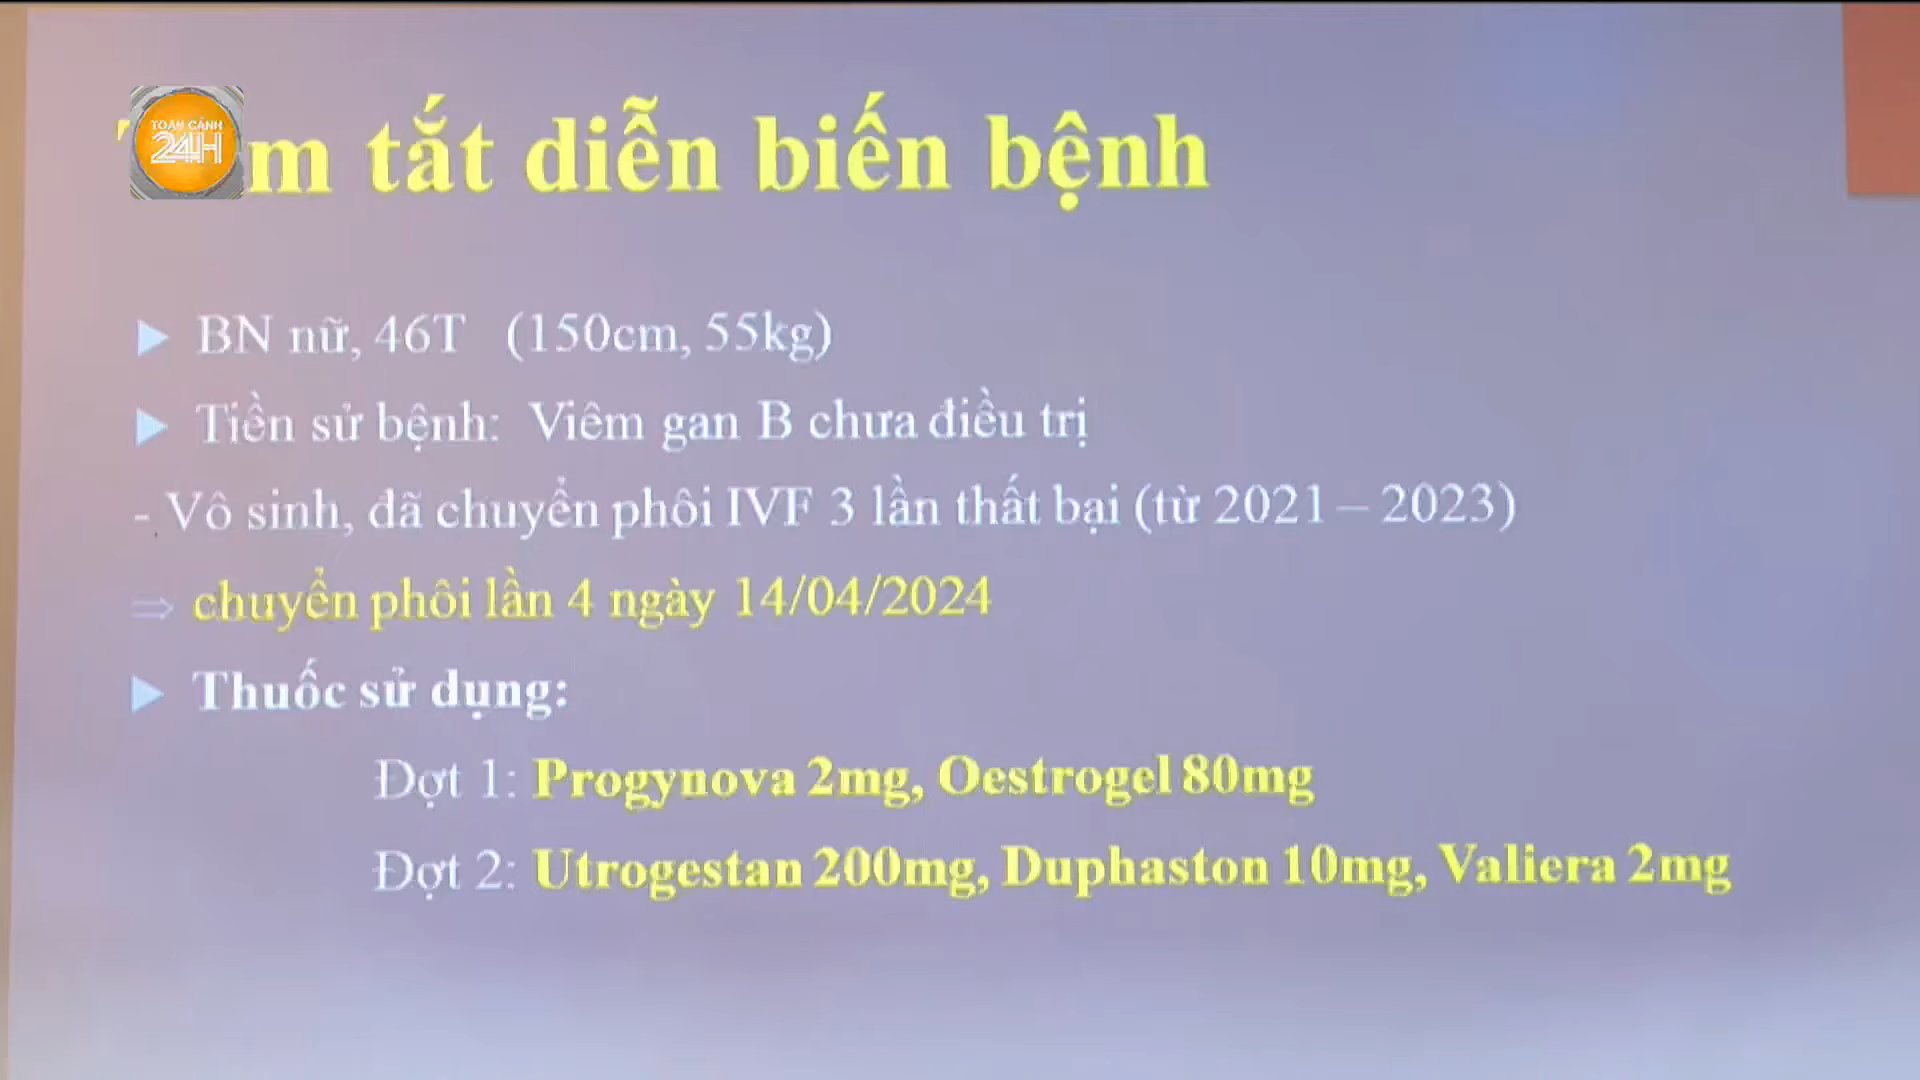 TOÀN CẢNH
24H
tắt diễn biến bệnh
BN nữ, 46T (150cm, 55kg)
Tiền sử bệnh: Viêm gan B chưa điều trị
- Vô sinh, đã chuyển phôi IVF 3 lần thất bại (từ 2021 – 2023)
⇒ chuyển phôi lần 4 ngày 14/04/2024
Thuốc sử dụng:
Đợt 1: Progynova 2mg, Oestrogel 80mg
Đợt 2: Utrogestan 200mg, Duphaston 10mg, Valiera 2mg